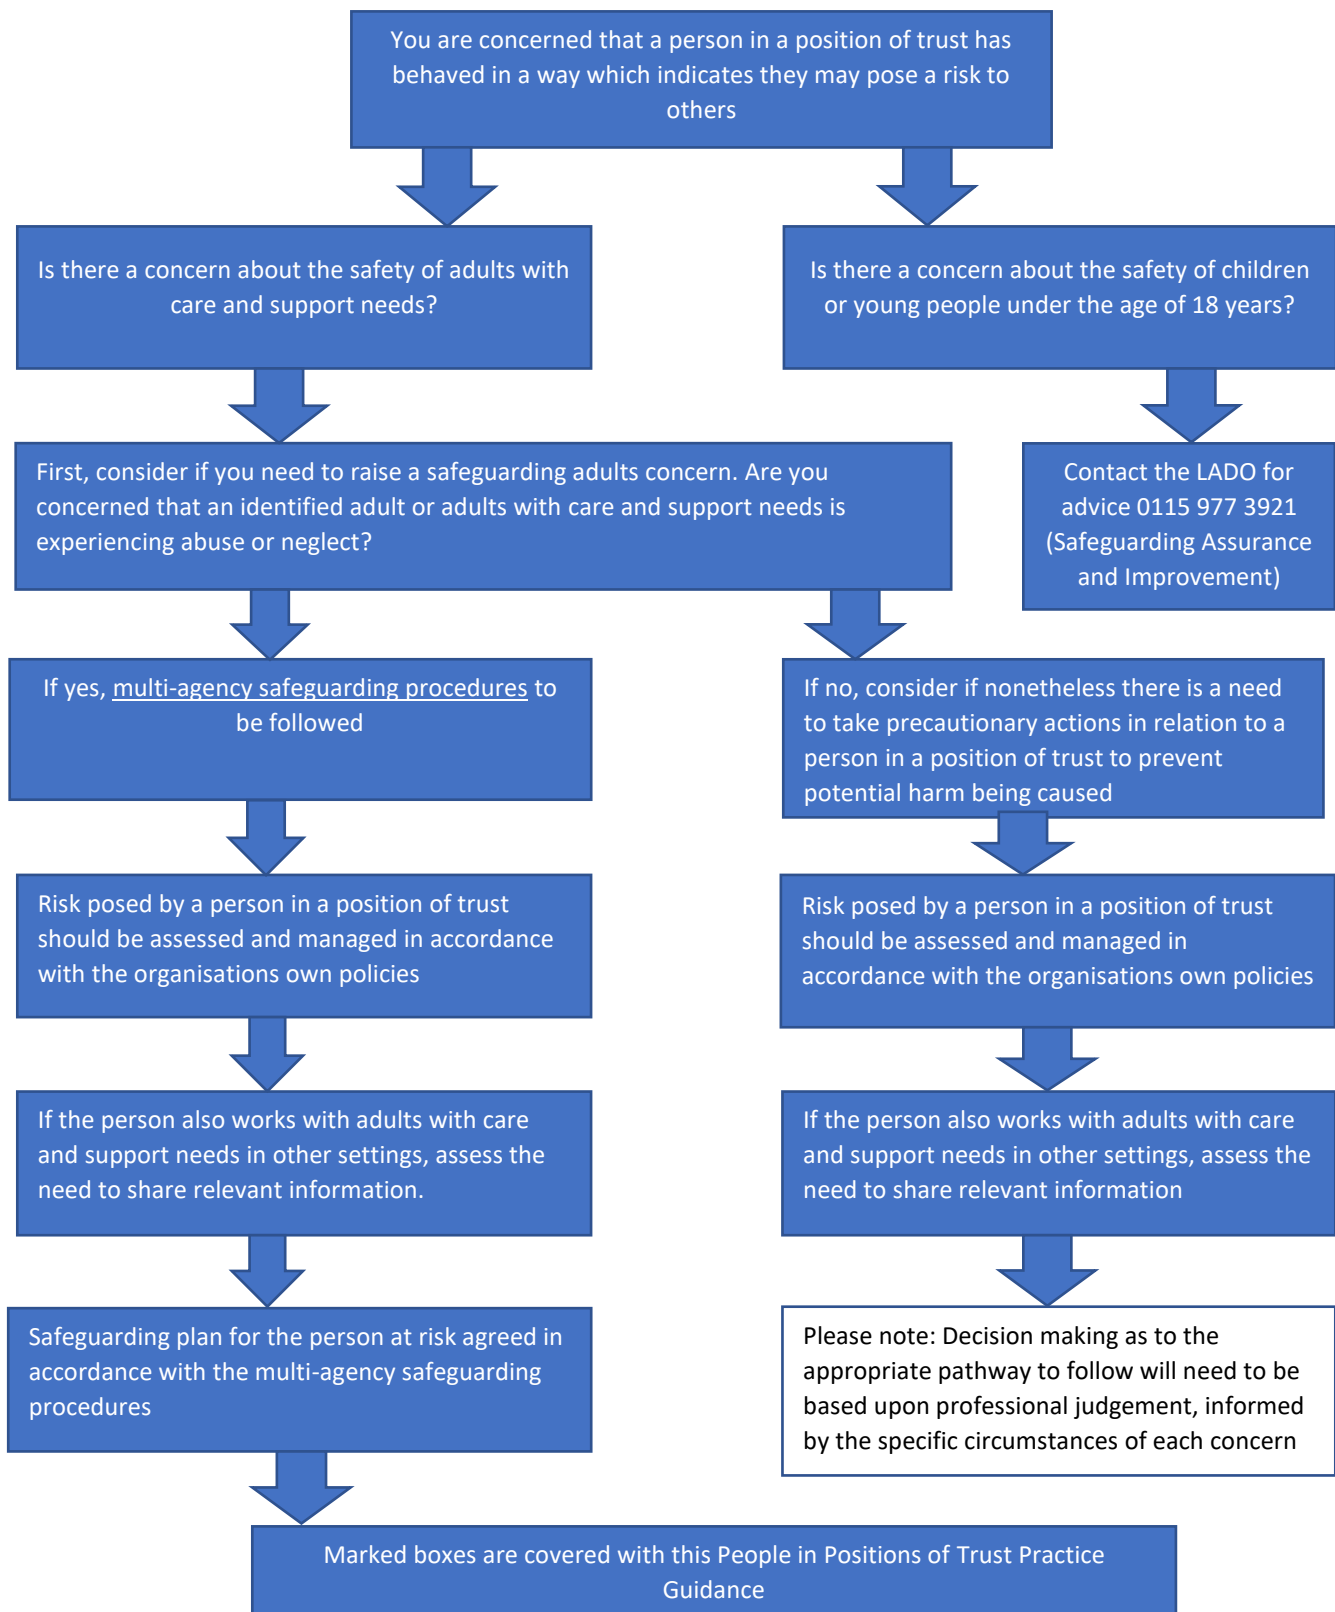 You are concerned that a person in a position of trust has
behaved in a way which indicates they may pose a risk to
others
Is there a concern about the safety of adults with
care and support needs?
Is there a concern about the safety of children
or young people under the age of 18 years?
First, consider if you need to raise a safeguarding adults concern. Are you
concerned that an identified adult or adults with care and support needs is
experiencing abuse or neglect?
Contact the LADO for
advice 0115 977 3921
(Safeguarding Assurance
and Improvement)
If yes, multi-agency safeguarding procedures to
be followed
If no, consider if nonetheless there is a need
to take precautionary actions in relation to a
person in a position of trust to prevent
potential harm being caused
Risk posed by a person in a position of trust
should be assessed and managed in accordance
with the organisations own policies
Risk posed by a person in a position of trust
should be assessed and managed in
accordance with the organisations own policies
If the person also works with adults with care
and support needs in other settings, assess the
need to share relevant information.
If the person also works with adults with care
and support needs in other settings, assess the
need to share relevant information
Safeguarding plan for the person at risk agreed in
accordance with the multi-agency safeguarding
procedures
Please note: Decision making as to the
appropriate pathway to follow will need to be
based upon professional judgement, informed
by the specific circumstances of each concern
Marked boxes are covered with this People in Positions of Trust Practice
Guidance